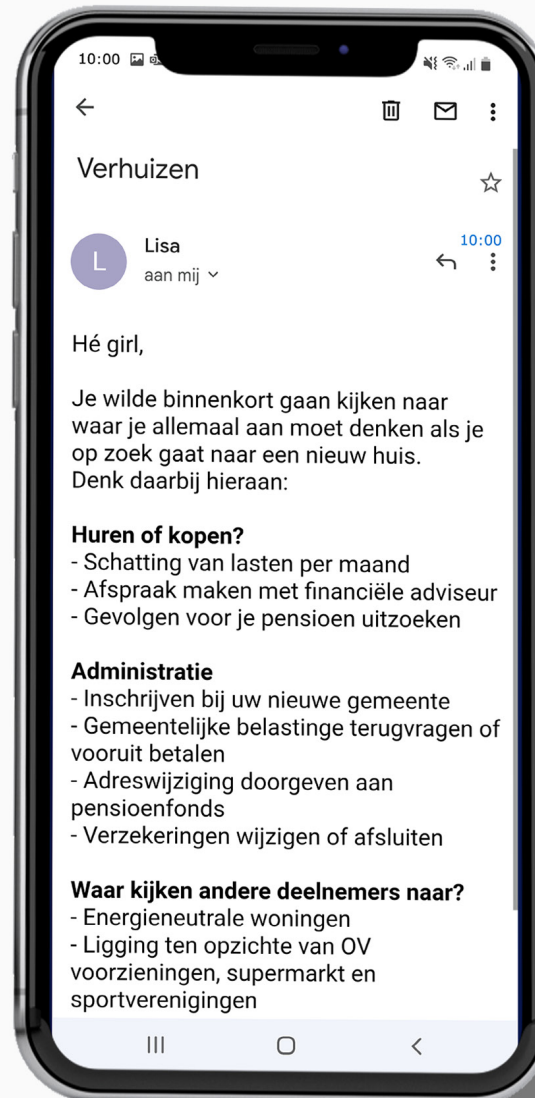 10:00
Verhuizen
Lisa
10:00
L
aan mij
Hé girl,
Je wilde binnenkort gaan kijken naar
waar je allemaal aan moet denken als je
op zoek gaat naar een nieuw huis.
Denk daarbij hieraan:
Huren of kopen?
- Schatting van lasten per maand
- Afspraak maken met financiële adviseur
- Gevolgen voor je pensioen uitzoeken
Administratie
- Inschrijven bij uw nieuwe gemeente
- Gemeentelijke belastinge terugvragen of
vooruit betalen
- Adreswijziging doorgeven aan
pensioenfonds
- Verzekeringen wijzigen of afsluiten
Waar kijken andere deelnemers naar?
- Energieneutrale woningen
- Ligging ten opzichte van OV
voorzieningen, supermarkt en
sportverenigingen